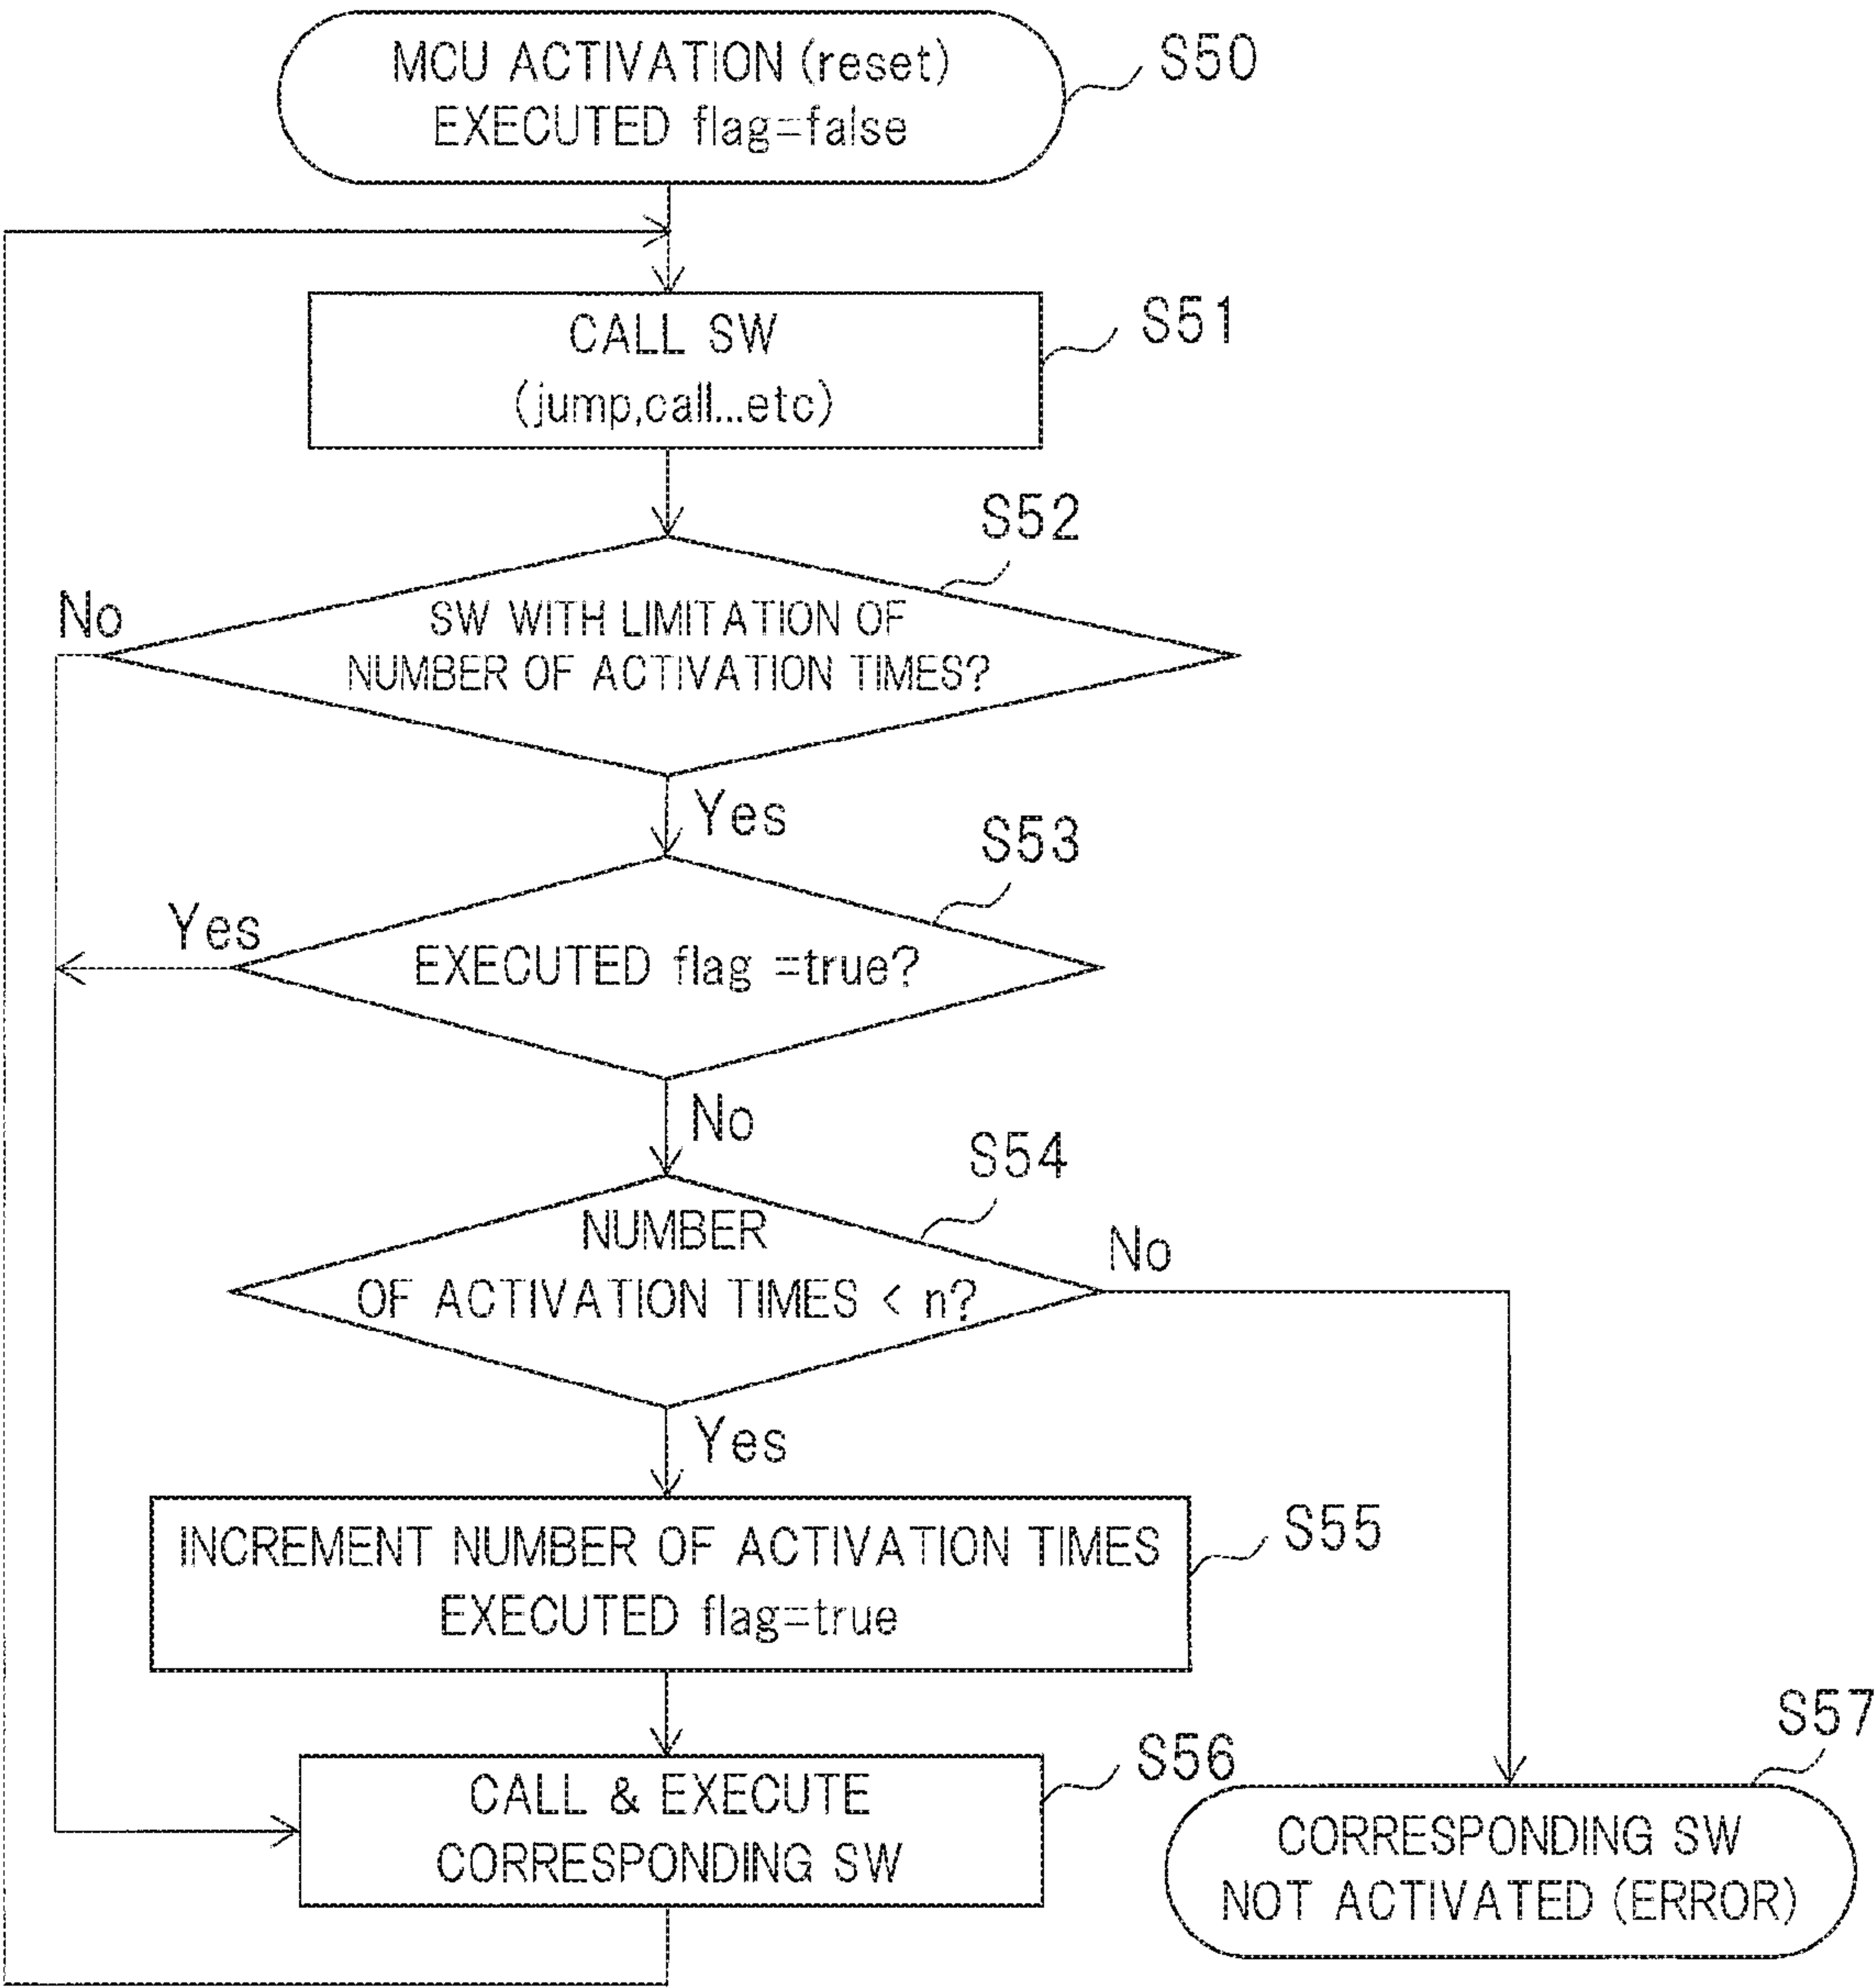 MCU ACTIVATION (reset)
EXECUTED flag=false
S50
CALL SW
(jump,call...etc)
S51
S52
SW WITH LIMITATION OF
NUMBER OF ACTIVATION TIMES?
No
Yes
S53
EXECUTED flag =true?
Yes
No
S54
NUMBER
OF ACTIVATION TIMES < n?
No
Yes
INCREMENT NUMBER OF ACTIVATION TIMES
EXECUTED flag=true
S55
CALL & EXECUTE
CORRESPONDING SW
S56
S57
CORRESPONDING SW
NOT ACTIVATED (ERROR)